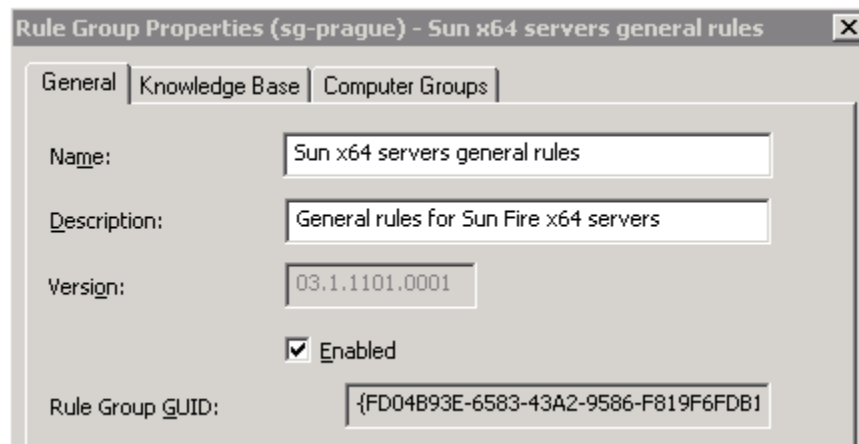 Rule Group Properties (sg-prague) - Sun x64 servers general rules
General Knowledge Base Computer Groups
Name: Sun x64 servers general rules
Description: General rules for Sun Fire x64 servers
Version: 03.1.1101.0001
Enabled
Rule Group GUID: {FD04B93E-6583-43A2-9586-F819F6FDB1